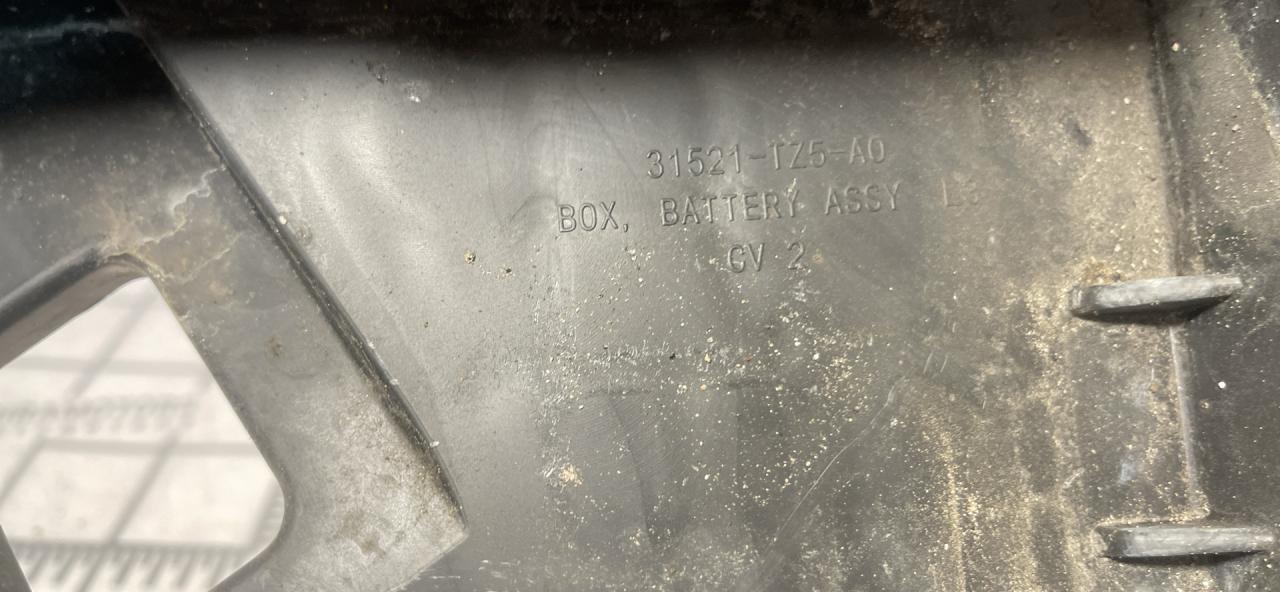 31521-TZ5-A0
BOX, BATTERY ASSY
CV 2